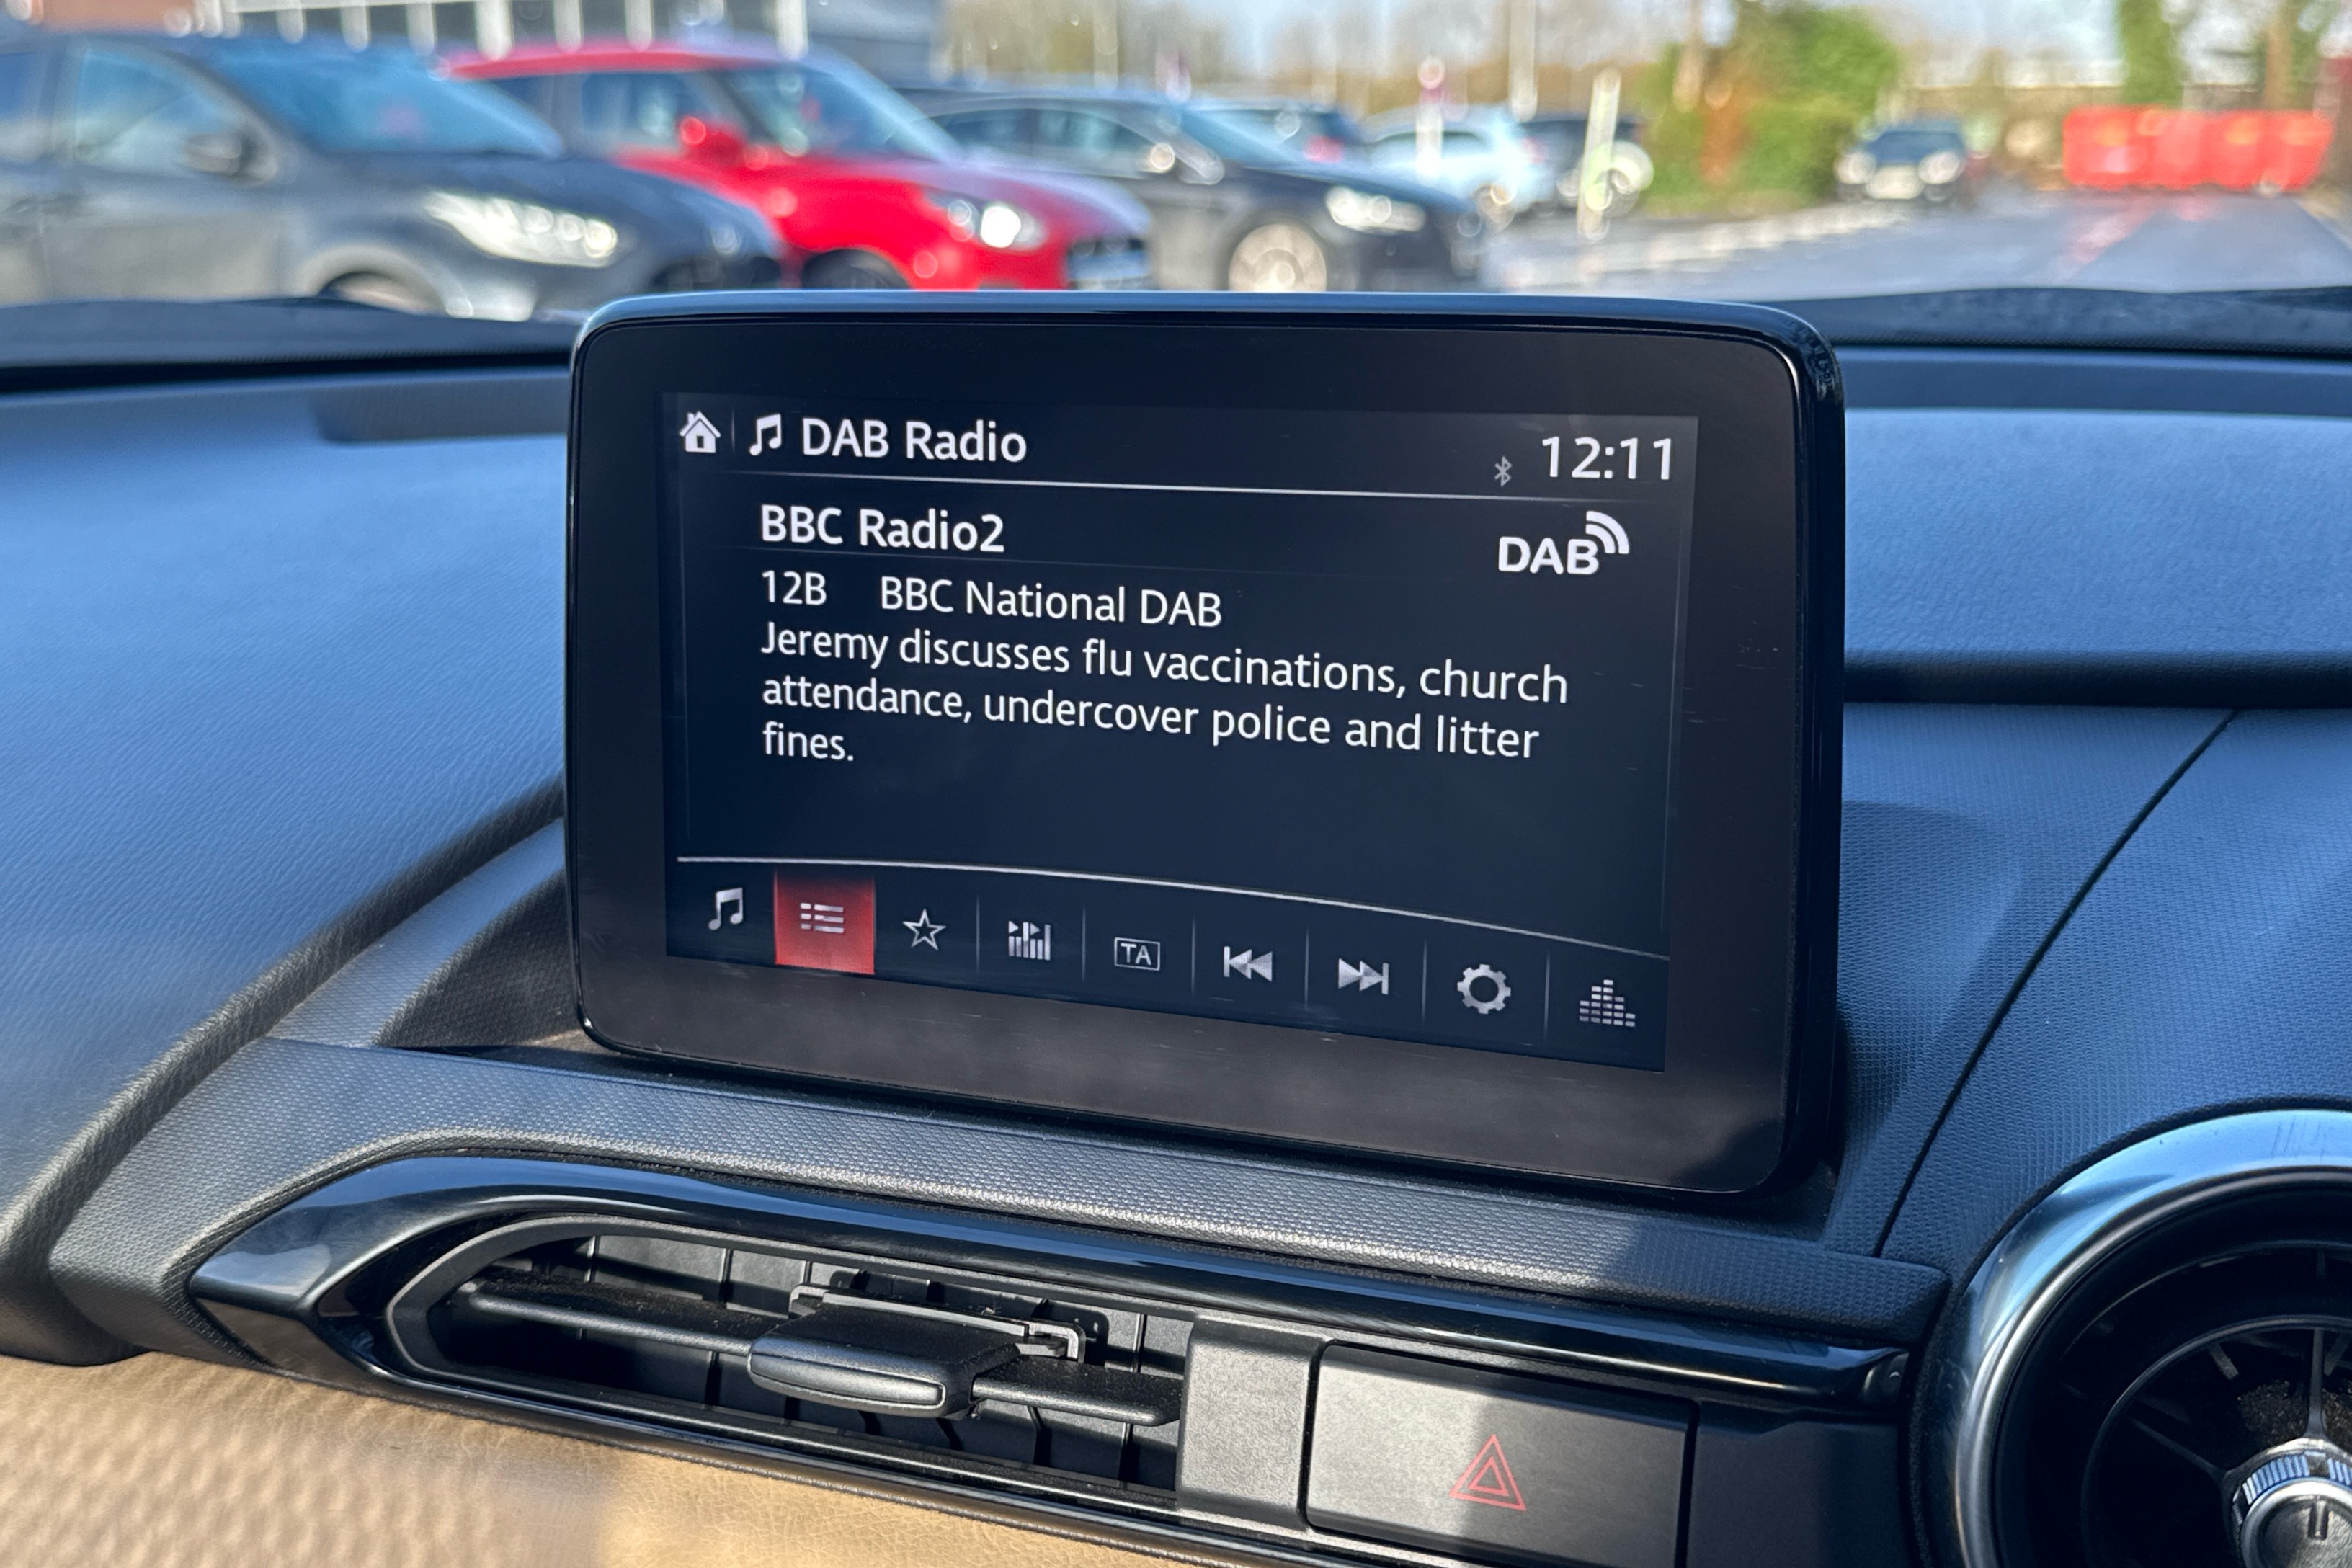 DAB Radio
12:11
BBC Radio2
DAB
12B BBC National DAB
Jeremy discusses flu vaccinations, church
attendance, undercover police and litter
fines.
TA